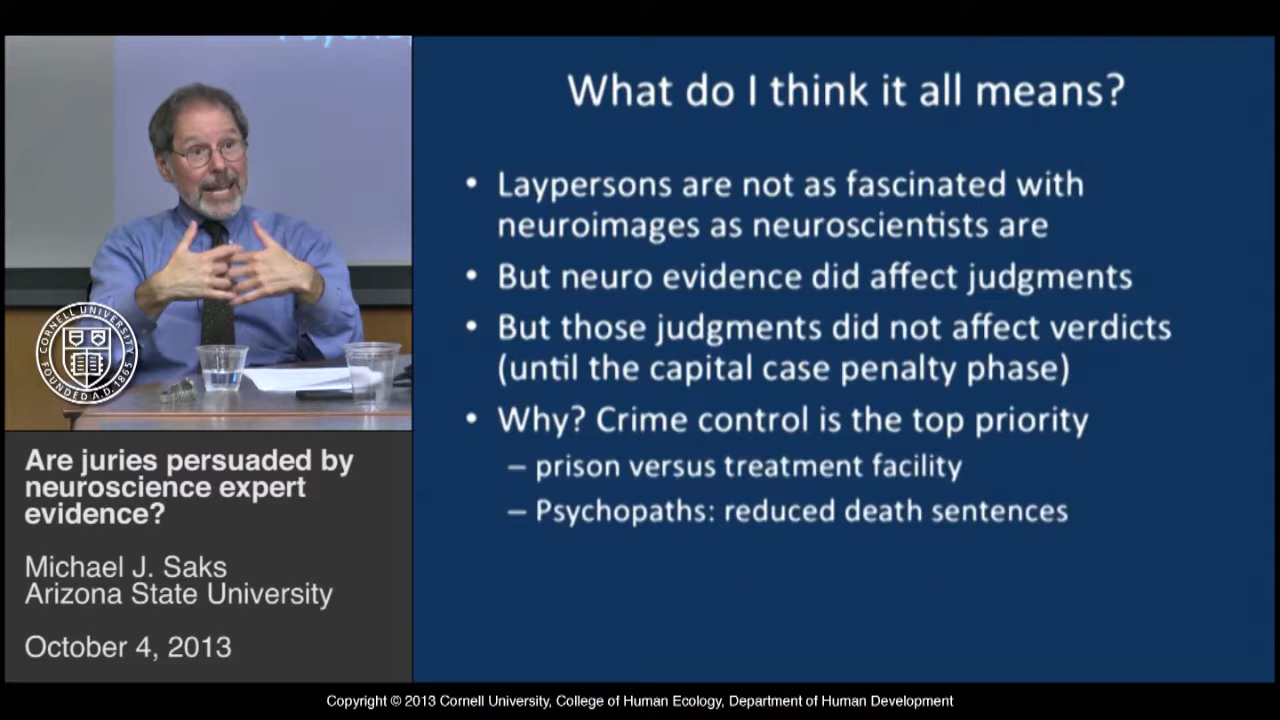 What do I think it all means?
• Laypersons are not as fascinated with
neuroimages as neuroscientists are
• But neuro evidence did affect judgments
• But those judgments did not affect verdicts
(until the capital case penalty phase)
• Why? Crime control is the top priority
– prison versus treatment facility
– Psychopaths: reduced death sentences
CORNELL UNIVERSITY
FOUNDED A.D. 1865
Are juries persuaded by
neuroscience expert
evidence?
Michael J. Saks
Arizona State University
October 4, 2013
Copyright © 2013 Cornell University, College of Human Ecology, Department of Human Development